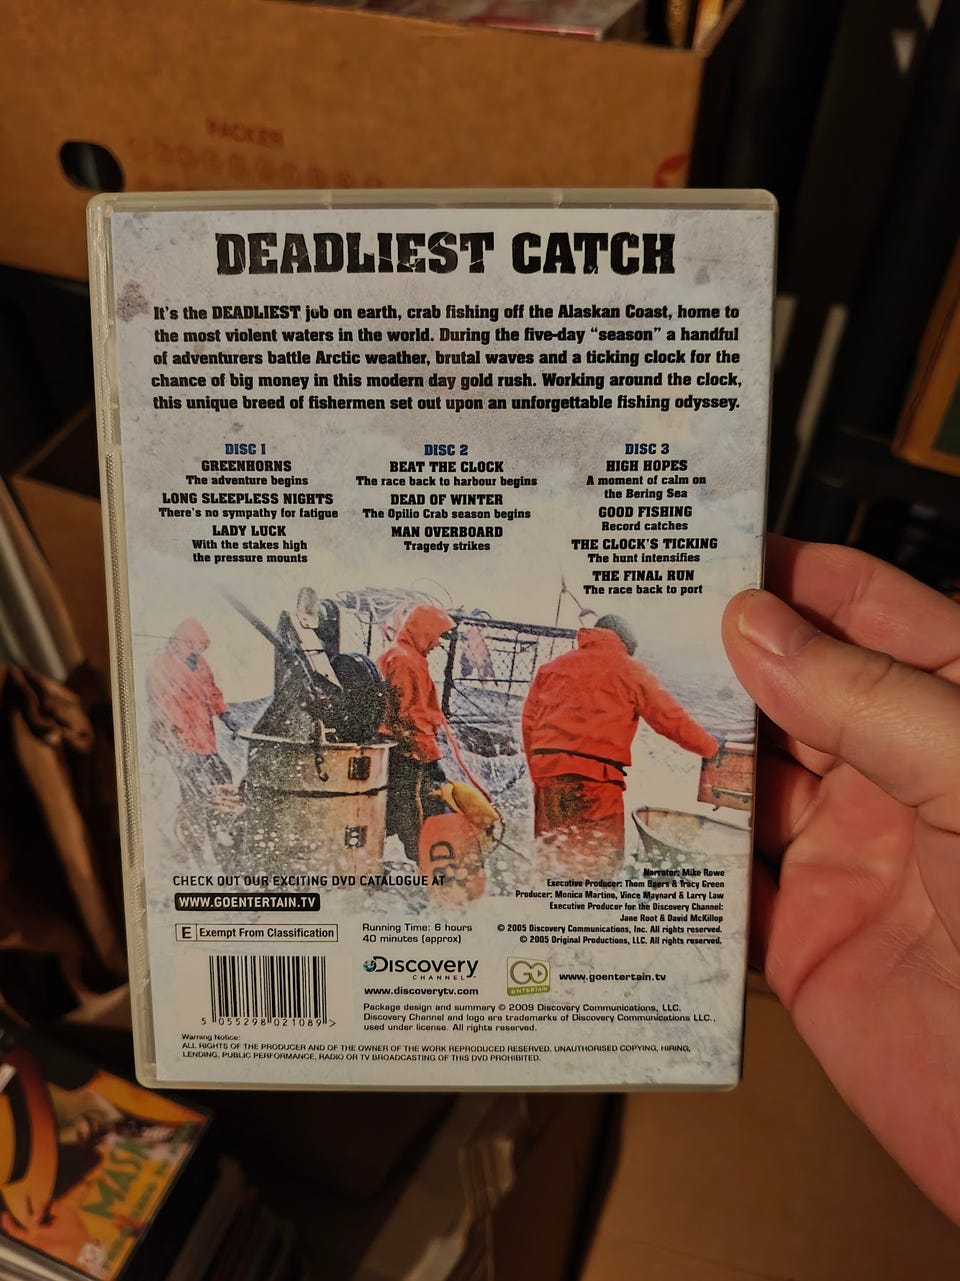 PACKER
DEADLIEST CATCH
It's the DEADLIEST job on earth, crab fishing off the Alaskan Coast, home to
the most violent waters in the world. During the five-day “season” a handful
of adventurers battle Arctic weather, brutal waves and a ticking clock for the
chance of big money in this modern day gold rush. Working around the clock,
this unique breed of fishermen set out upon an unforgettable fishing odyssey.
DISC 1
GREENHORNS
The adventure begins
LONG SLEEPLESS NIGHTS
There's no sympathy for fatigue
LADY LUCK
With the stakes high
the pressure mounts
DISC 2
BEAT THE CLOCK
The race back to harbour begins
DEAD OF WINTER
The Opilio Crab season begins
MAN OVERBOARD
Tragedy strikes
DISC 3
HIGH HOPES
A moment of calm on
the Bering Sea
GOOD FISHING
Record catches
THE CLOCK'S TICKING
The hunt intensifies
THE FINAL RUN
The race back to port
CHECK OUT OUR EXCITING DVD CATALOGUE AT
WWW.GOENTERTAIN.TV
E Exempt From Classification
Running Time: 6 hours
40 minutes (approx)
Narrator: Mike Rowe
Executive Producer: Thom Beers & Tracy Green
Producer: Monica Martino, Vince Maynard & Larry Law
Executive Producer for the Discovery Channel:
Jane Root & David McKillop
© 2005 Discovery Communications, Inc. All rights reserved.
© 2005 Original Productions, LLC. All rights reserved.
Discovery
CHANNEL
www.discoverytv.com
GO
ENTERTAIN
www.goentertain.tv
5 055298 021089 >
Package design and summary © 2009 Discovery Communications, LLC.
Discovery Channel and logo are trademarks of Discovery Communications LLC.,
used under license. All rights reserved.
Warning Notice:
ALL RIGHTS OF THE PRODUCER AND OF THE OWNER OF THE WORK REPRODUCED RESERVED. UNAUTHORISED COPYING, HIRING,
LENDING, PUBLIC PERFORMANCE, RADIO OR TV BROADCASTING OF THIS DVD PROHIBITED.
MASK